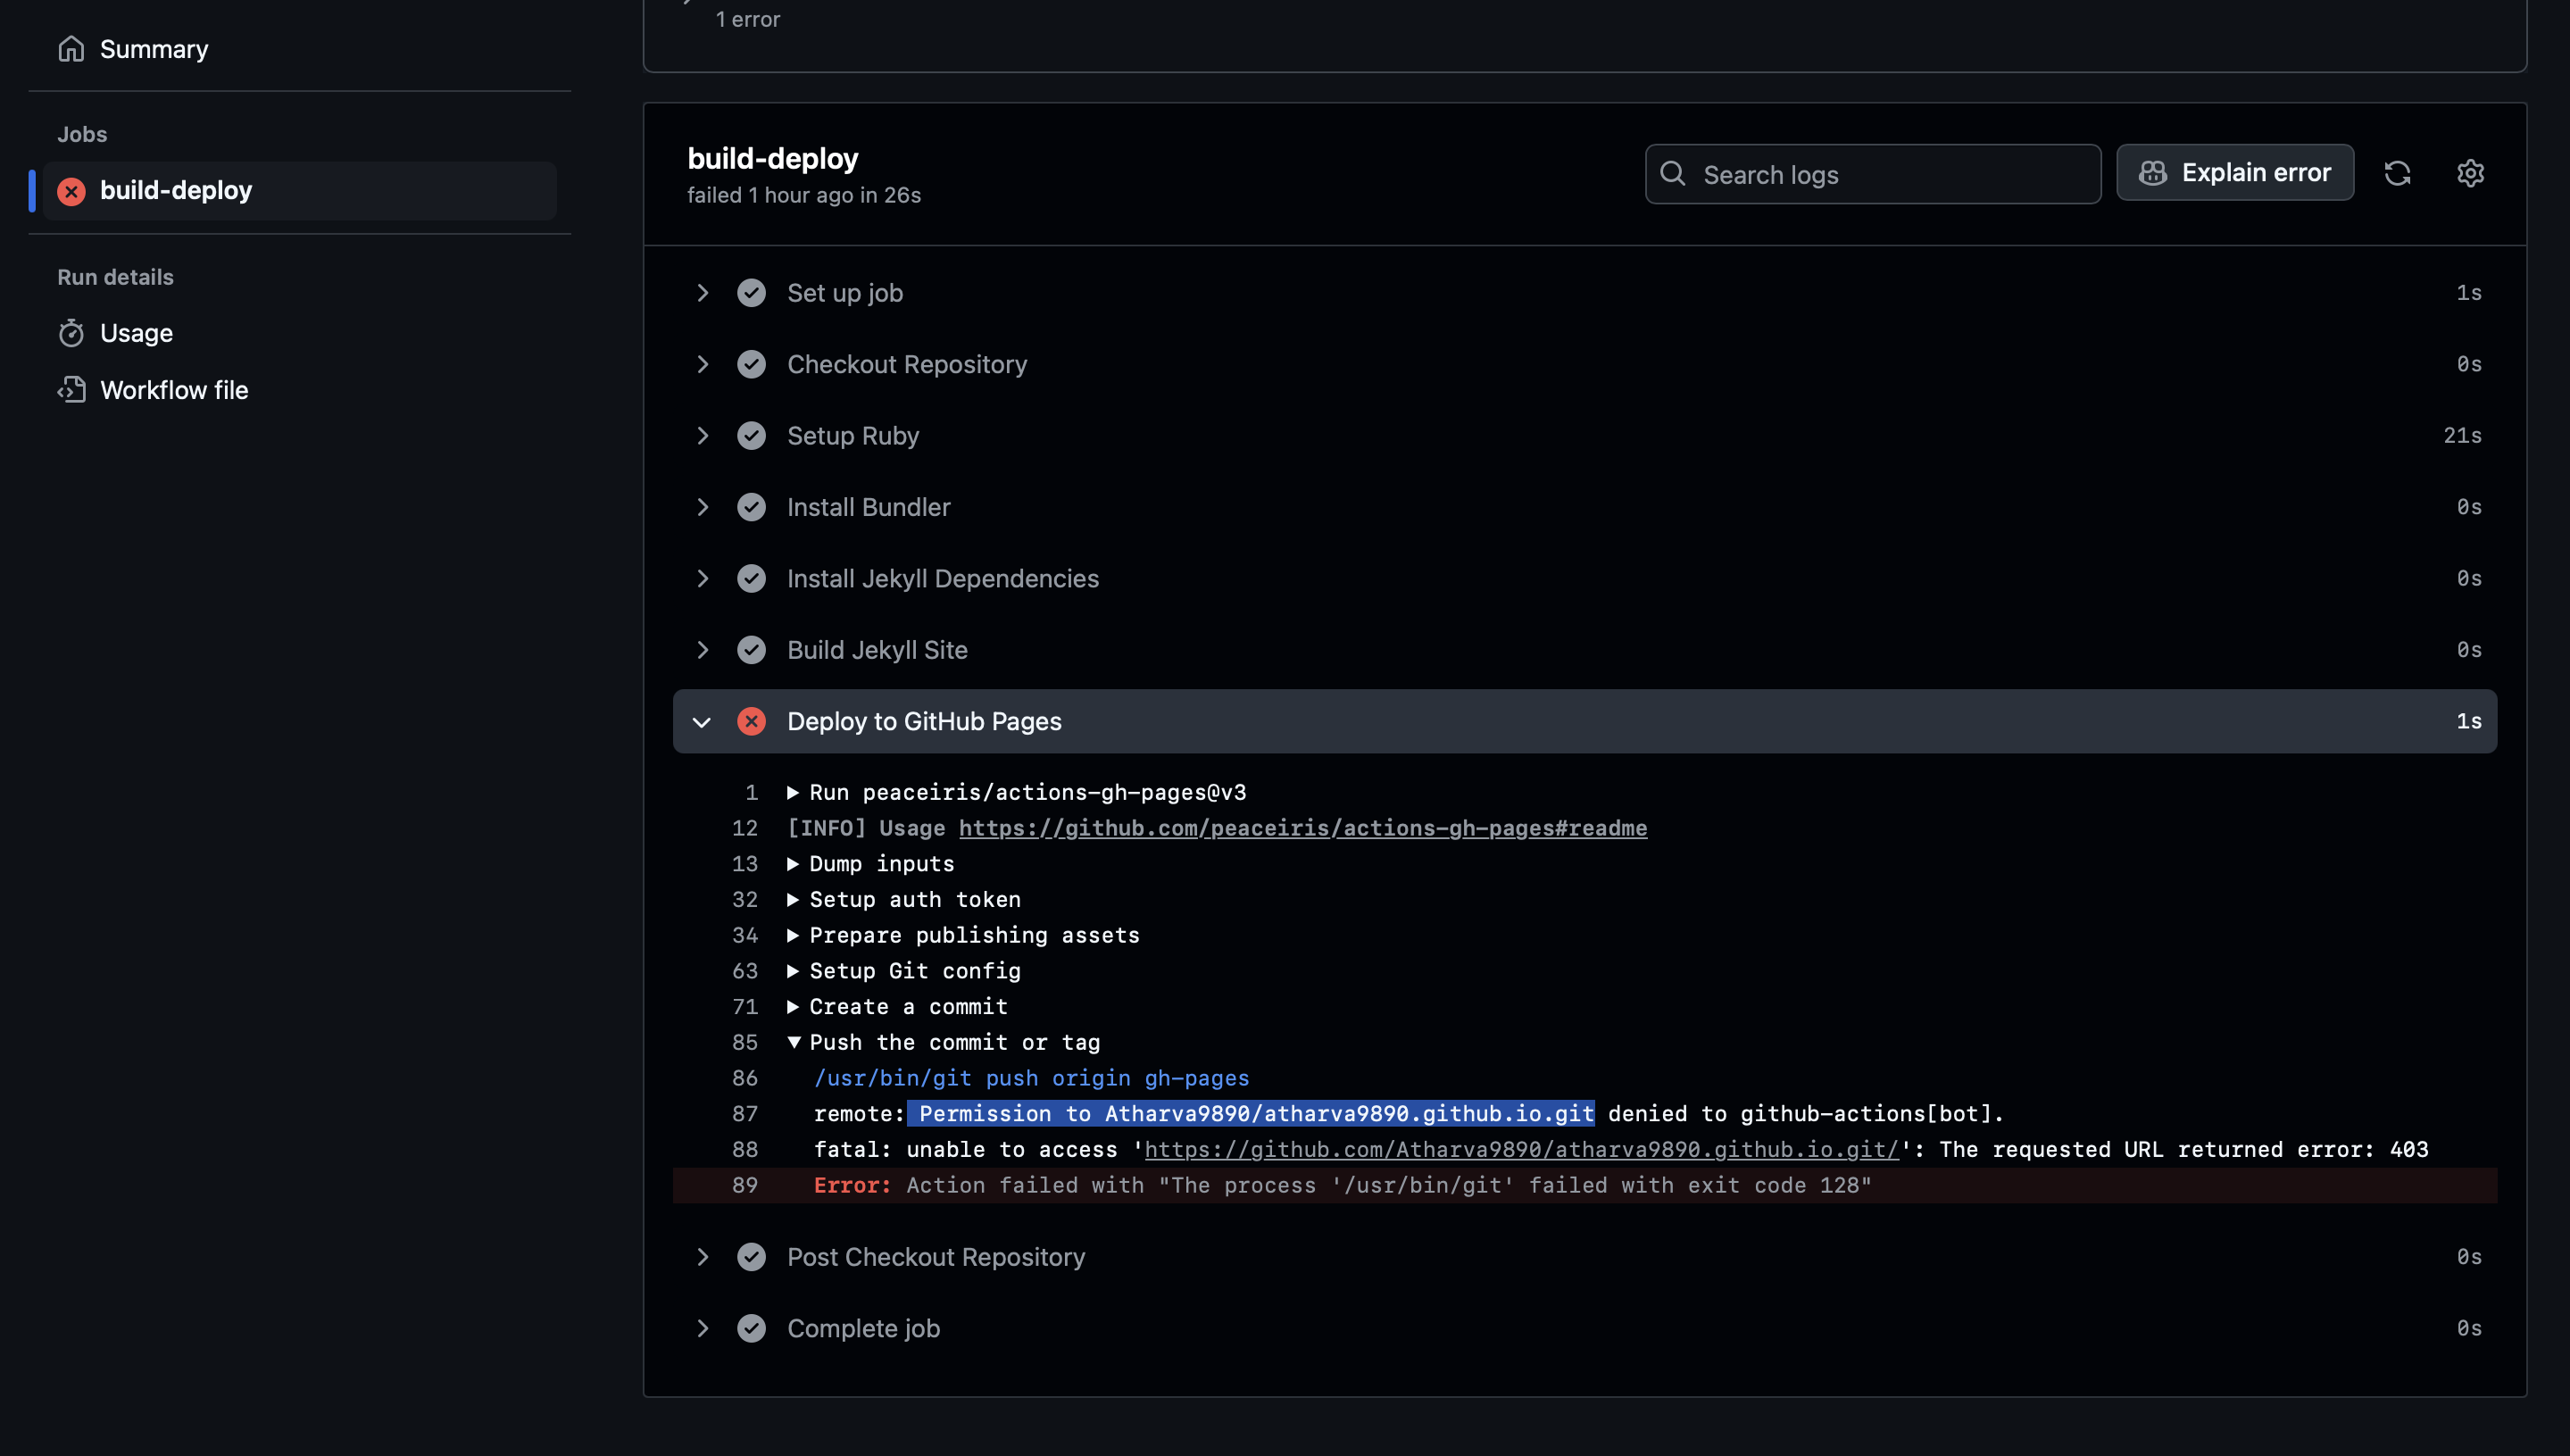 1 error
Summary
Jobs
build-deploy
Run details
Usage
Workflow file
build-deploy
failed 1 hour ago in 26s
Search logs
Explain error
Set up job 1s
Checkout Repository 0s
Setup Ruby 21s
Install Bundler 0s
Install Jekyll Dependencies 0s
Build Jekyll Site 0s
Deploy to GitHub Pages 1s
1 Run peaceiris/actions-gh-pages@v3
12 [INFO] Usage https://github.com/peaceiris/actions-gh-pages#readme
13 Dump inputs
32 Setup auth token
34 Prepare publishing assets
63 Setup Git config
71 Create a commit
85 Push the commit or tag
86 /usr/bin/git push origin gh-pages
87 remote: Permission to Atharva9890/atharva9890.github.io.git denied to github-actions[bot].
88 fatal: unable to access 'https://github.com/Atharva9890/atharva9890.github.io.git/': The requested URL returned error: 403
89 Error: Action failed with "The process '/usr/bin/git' failed with exit code 128"
Post Checkout Repository 0s
Complete job 0s